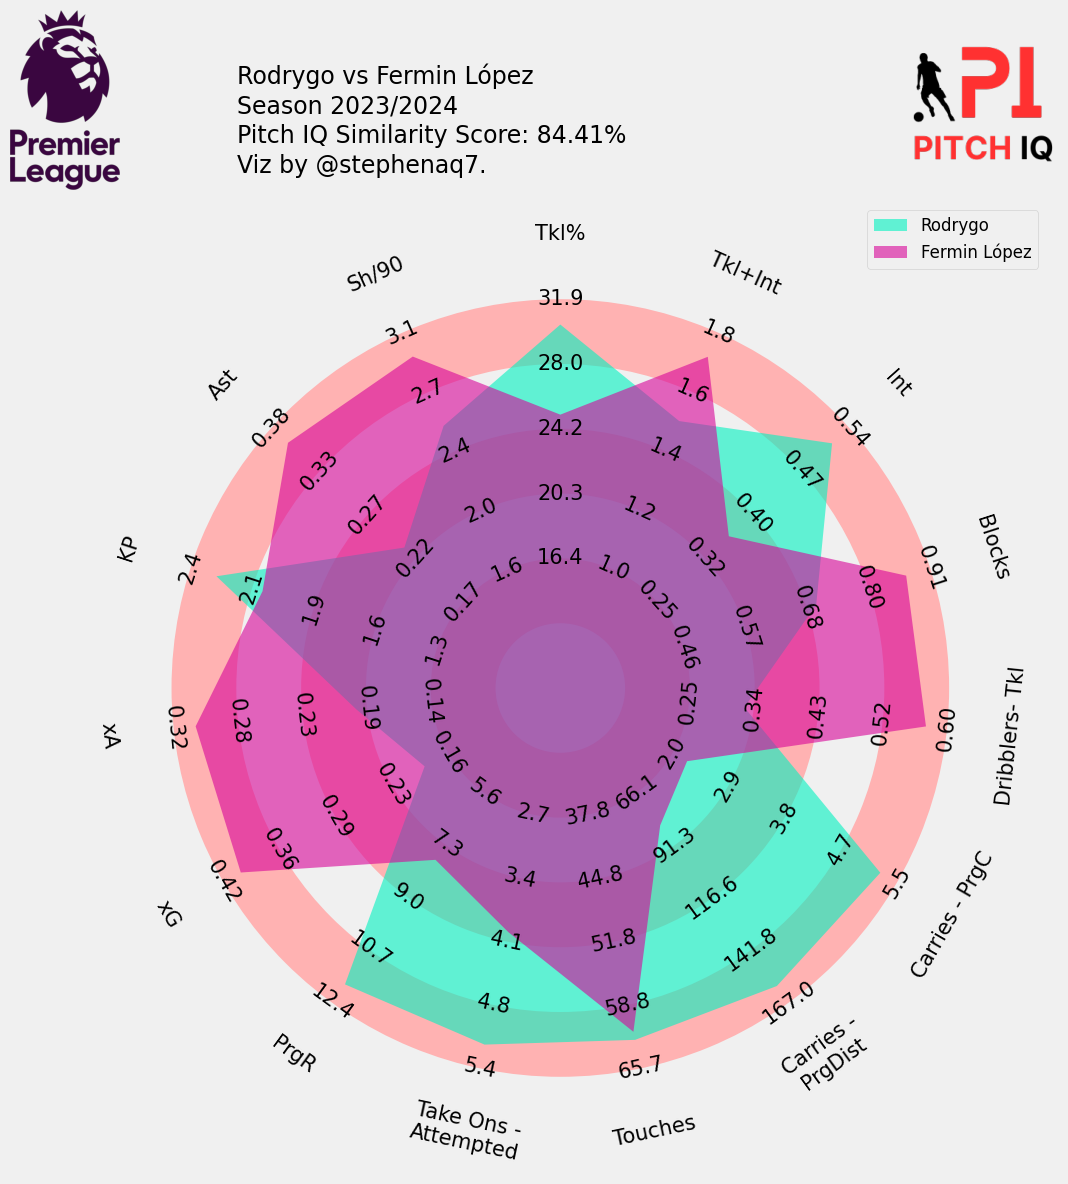 Premier
League
Rodrygo vs Fermin López
Season 2023/2024
Pitch IQ Similarity Score: 84.41%
Viz by @stephenaq7.
PI
PITCH IQ
Rodrygo
Fermin López
Tkl%
31.9
28.0
24.2
20.3
16.4
Tkl+Int
1.8
1.6
1.4
1.2
1.0
Int
0.54
0.47
0.40
0.32
0.25
Blocks
0.91
0.80
0.68
0.57
0.46
Dribblers- Tkl
0.60
0.52
0.43
0.34
0.25
Carries - PrgC
5.5
4.7
3.8
2.9
2.0
Carries -
PrgDist
167.0
141.8
116.6
91.3
66.1
Touches
65.7
58.8
51.8
44.8
37.8
Take Ons -
Attempted
5.4
4.8
4.1
3.4
2.7
PrgR
12.4
10.7
9.0
7.3
5.6
xG
0.42
0.36
0.29
0.23
0.16
xA
0.32
0.28
0.23
0.19
0.14
KP
2.4
2.1
1.9
1.6
1.3
Ast
0.38
0.33
0.27
0.22
0.17
Sh/90
3.1
2.7
2.4
2.0
1.6